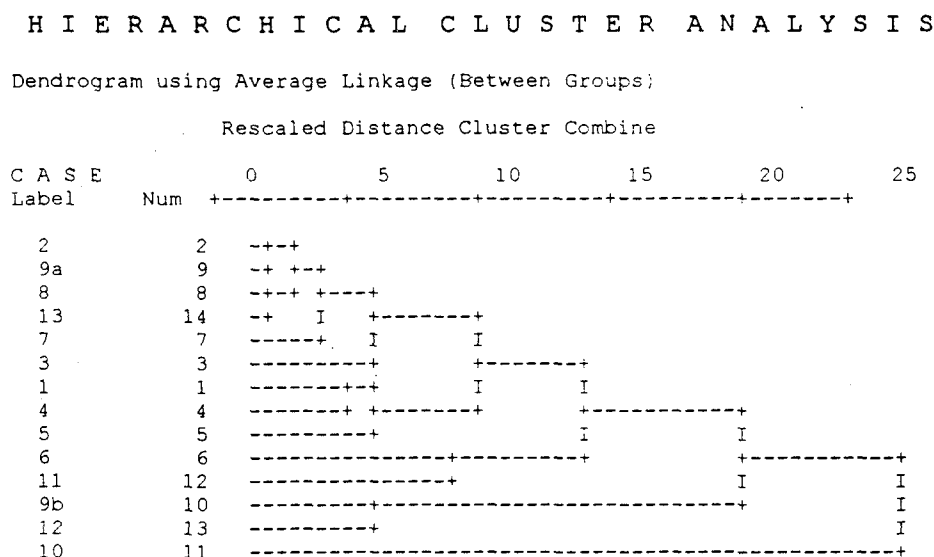 H I E R A R C H I C A L  C L U S T E R  A N A L Y S I S
Dendrogram using Average Linkage (Between Groups)
Rescaled Distance Cluster Combine
C A S E              0         5        10        15        20        25
Label     Num  +---------+---------+---------+---------+--------+
2           2   -+-+
9a          9   -+ +-+
8           8   -+-+ +---+
13         14   -+   I   +-------+
7           7   -----+   I       I
3           3   ---------+       +-------+
1           1   -------+-+       I       I
4           4   -------+ +-------+       +-----------+
5           5   ---------+               I           I
6           6   ---------------+---------+           +-----------+
11         12   ---------------+                     I           I
9b         10   ---------+---------------------------+           I
12         13   ---------+                                       I
10         11   -------------------------------------------------+